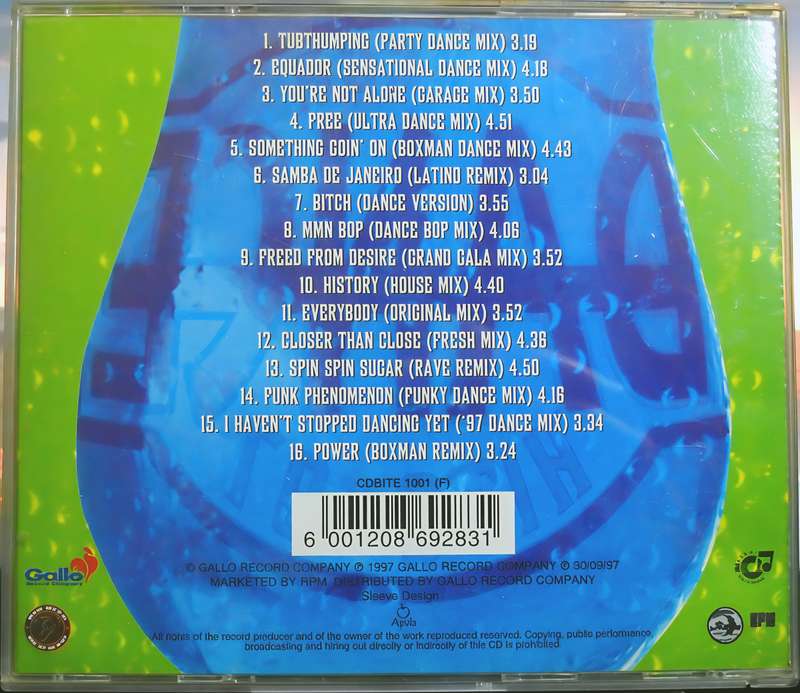 1. TUBTHUMPING (PARTY DANCE MIX) 3.19
2. EQUADOR (SENSATIONAL DANCE MIX) 4.18
3. YOU'RE NOT ALONE (GARAGE MIX) 3.50
4. PREE (ULTRA DANCE MIX) 4.51
5. SOMETHING GOIN' ON (BOXMAN DANCE MIX) 4.43
6. SAMBA DE JANEIRO (LATINO REMIX) 3.04
7. BITCH (DANCE VERSION) 3.55
8. MMN BOP (DANCE BOP MIX) 4.06
9. FREED FROM DESIRE (GRAND GALA MIX) 3.52
10. HISTORY (HOUSE MIX) 4.40
11. EVERYBODY (ORIGINAL MIX) 3.52
12. CLOSER THAN CLOSE (FRESH MIX) 4.36
13. SPIN SPIN SUGAR (RAVE REMIX) 4.50
14. FUNK PHENOMENON (FUNKY DANCE MIX) 4.16
15. I HAVEN'T STOPPED DANCING YET ('97 DANCE MIX) 3.34
16. POWER (BOXMAN REMIX) 3.24
CDBITE 1001 (F)
6 001208 692831
© GALLO RECORD COMPANY ℗ 1997 GALLO RECORD COMPANY ℗ 30/09/97
MARKETED BY RPM DISTRIBUTED BY GALLO RECORD COMPANY
Sleeve Design
Apula
Gallo
Record Company
All rights of the record producer and of the owner of the work reproduced reserved. Copying, public performance,
broadcasting and hiring out directly or indirectly of this CD is prohibited